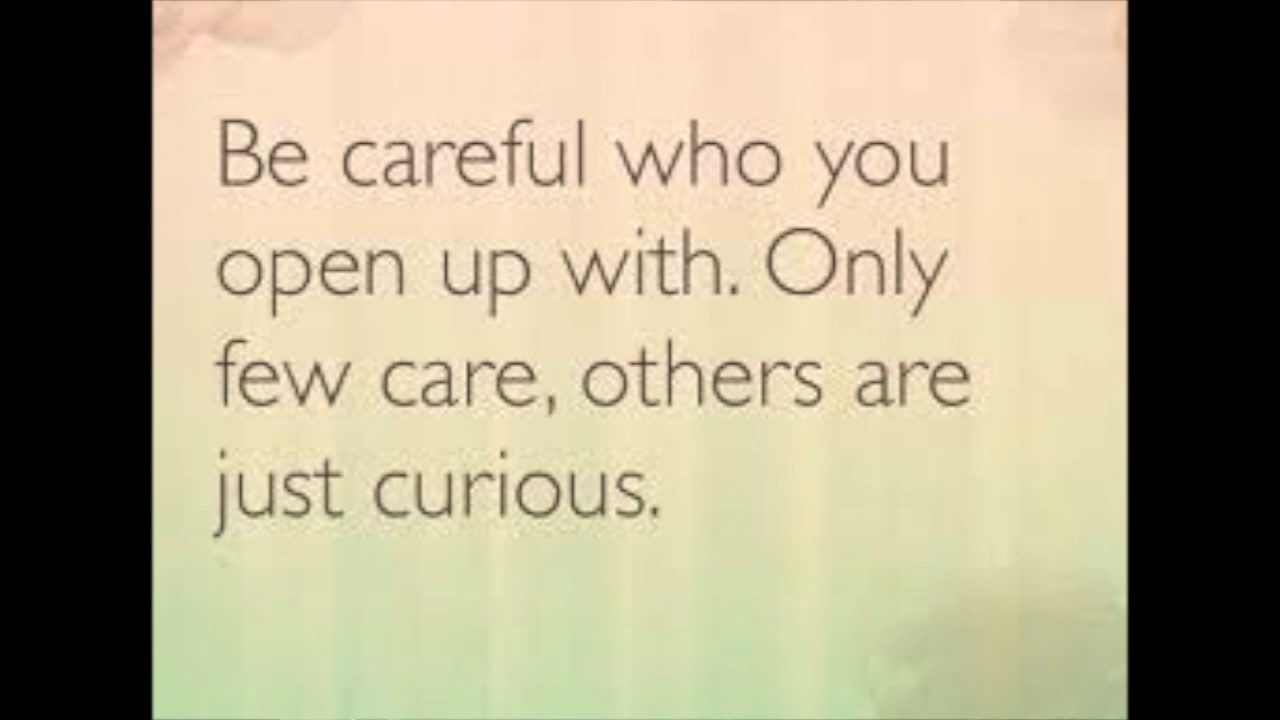 Be careful who you
open up with. Only
few care, others are
just curious.